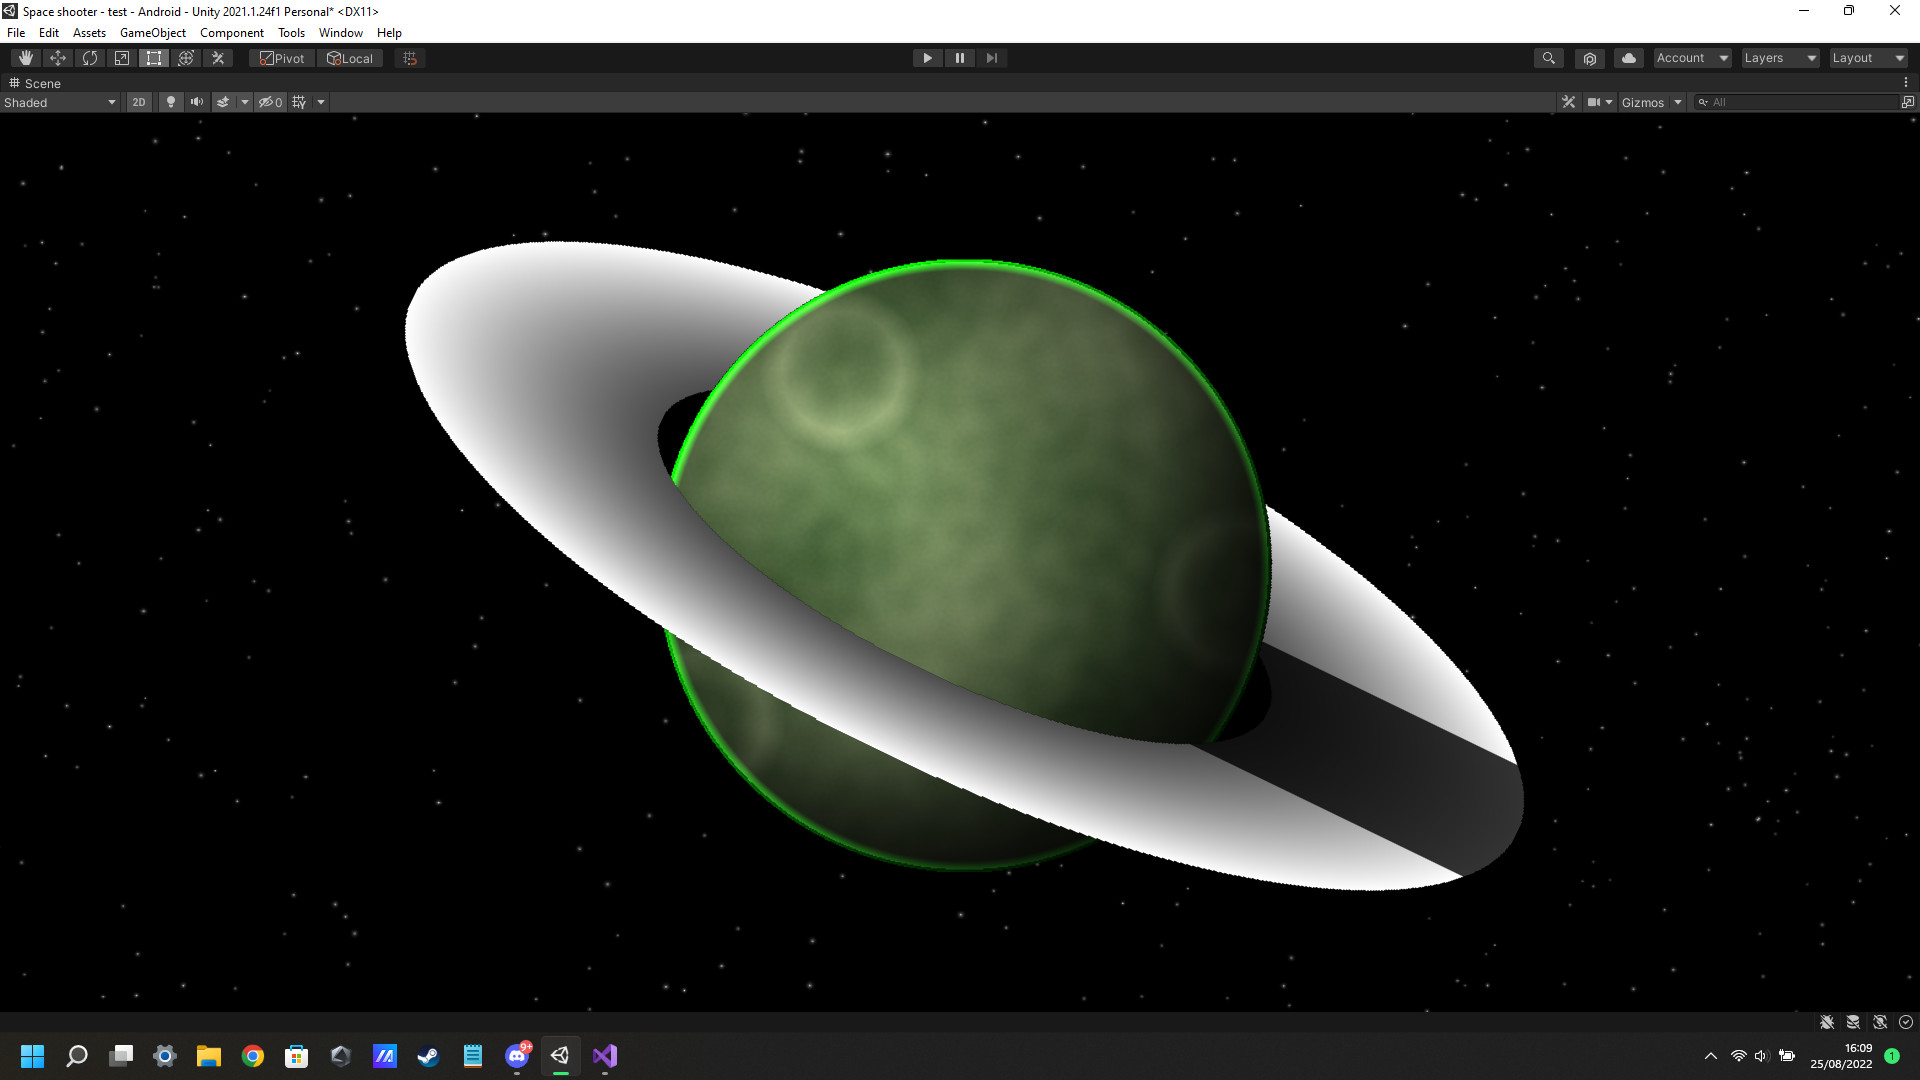 Space shooter - test - Android - Unity 2021.1.24f1 Personal* <DX11>
File Edit Assets GameObject Component Tools Window Help
Pivot Local Account Layers Layout
Scene
Shaded 2D 0 Gizmos All
9+
16:09
25/08/2022
1